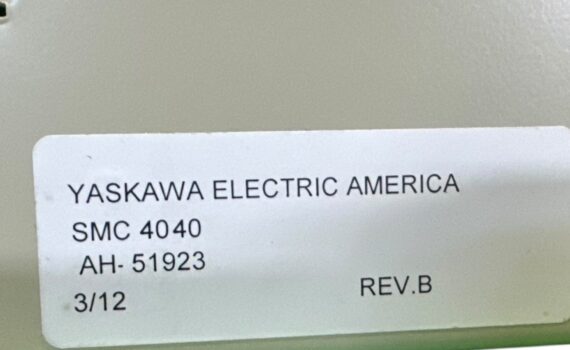 YASKAWA ELECTRIC AMERICA
SMC 4040
AH- 51923
3/12 REV.B